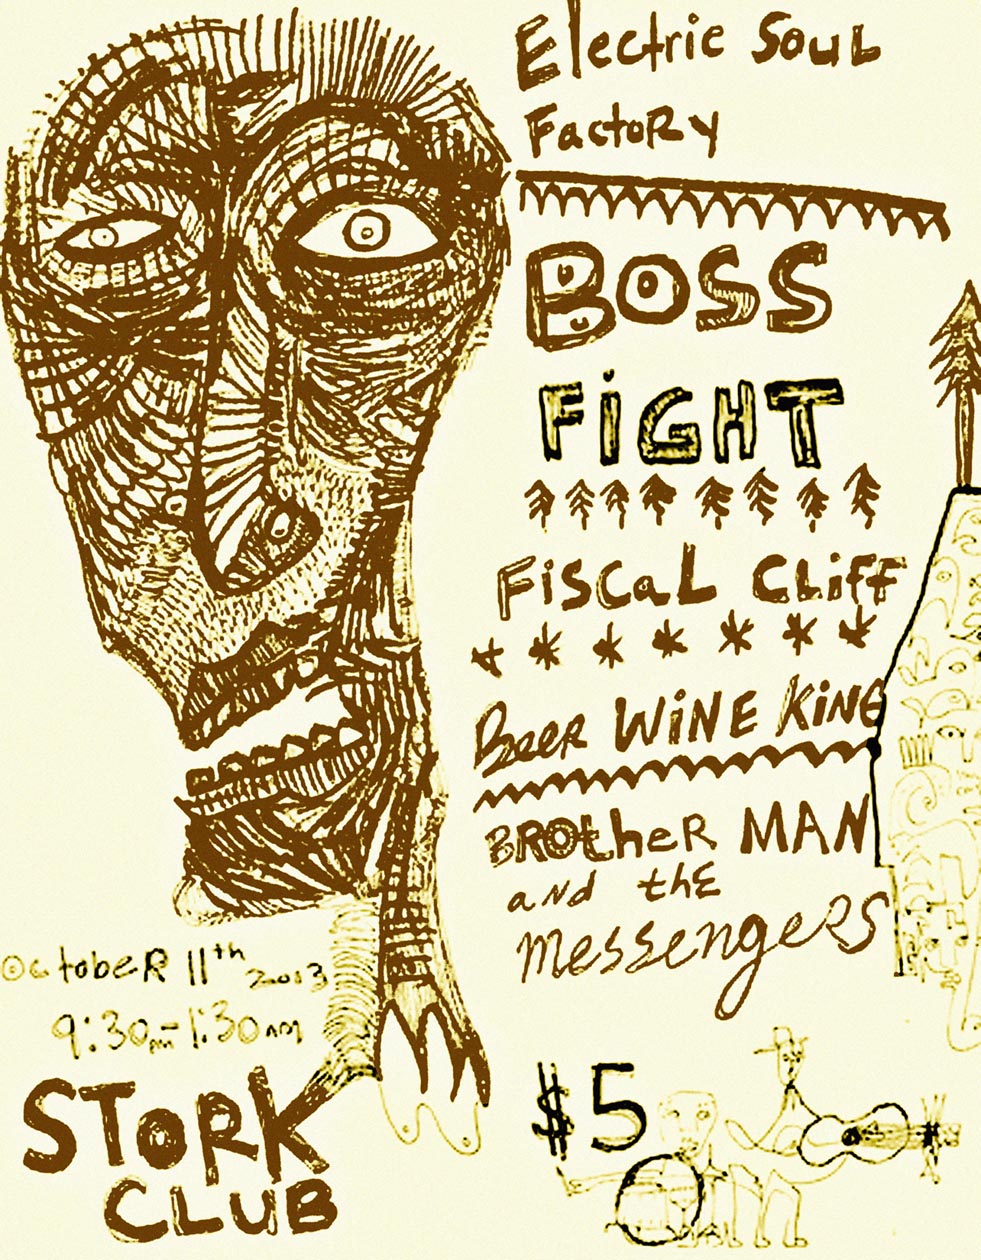 Electric Soul
Factory
BOSS
FiGHT
FiSCaL CLiff
Beer WiNE KiNG
BROtheR MAN
aNd thE
messengeRS
OctobeR 11th 2013
9:30pm - 1:30AM
STORK
CLUB
$5